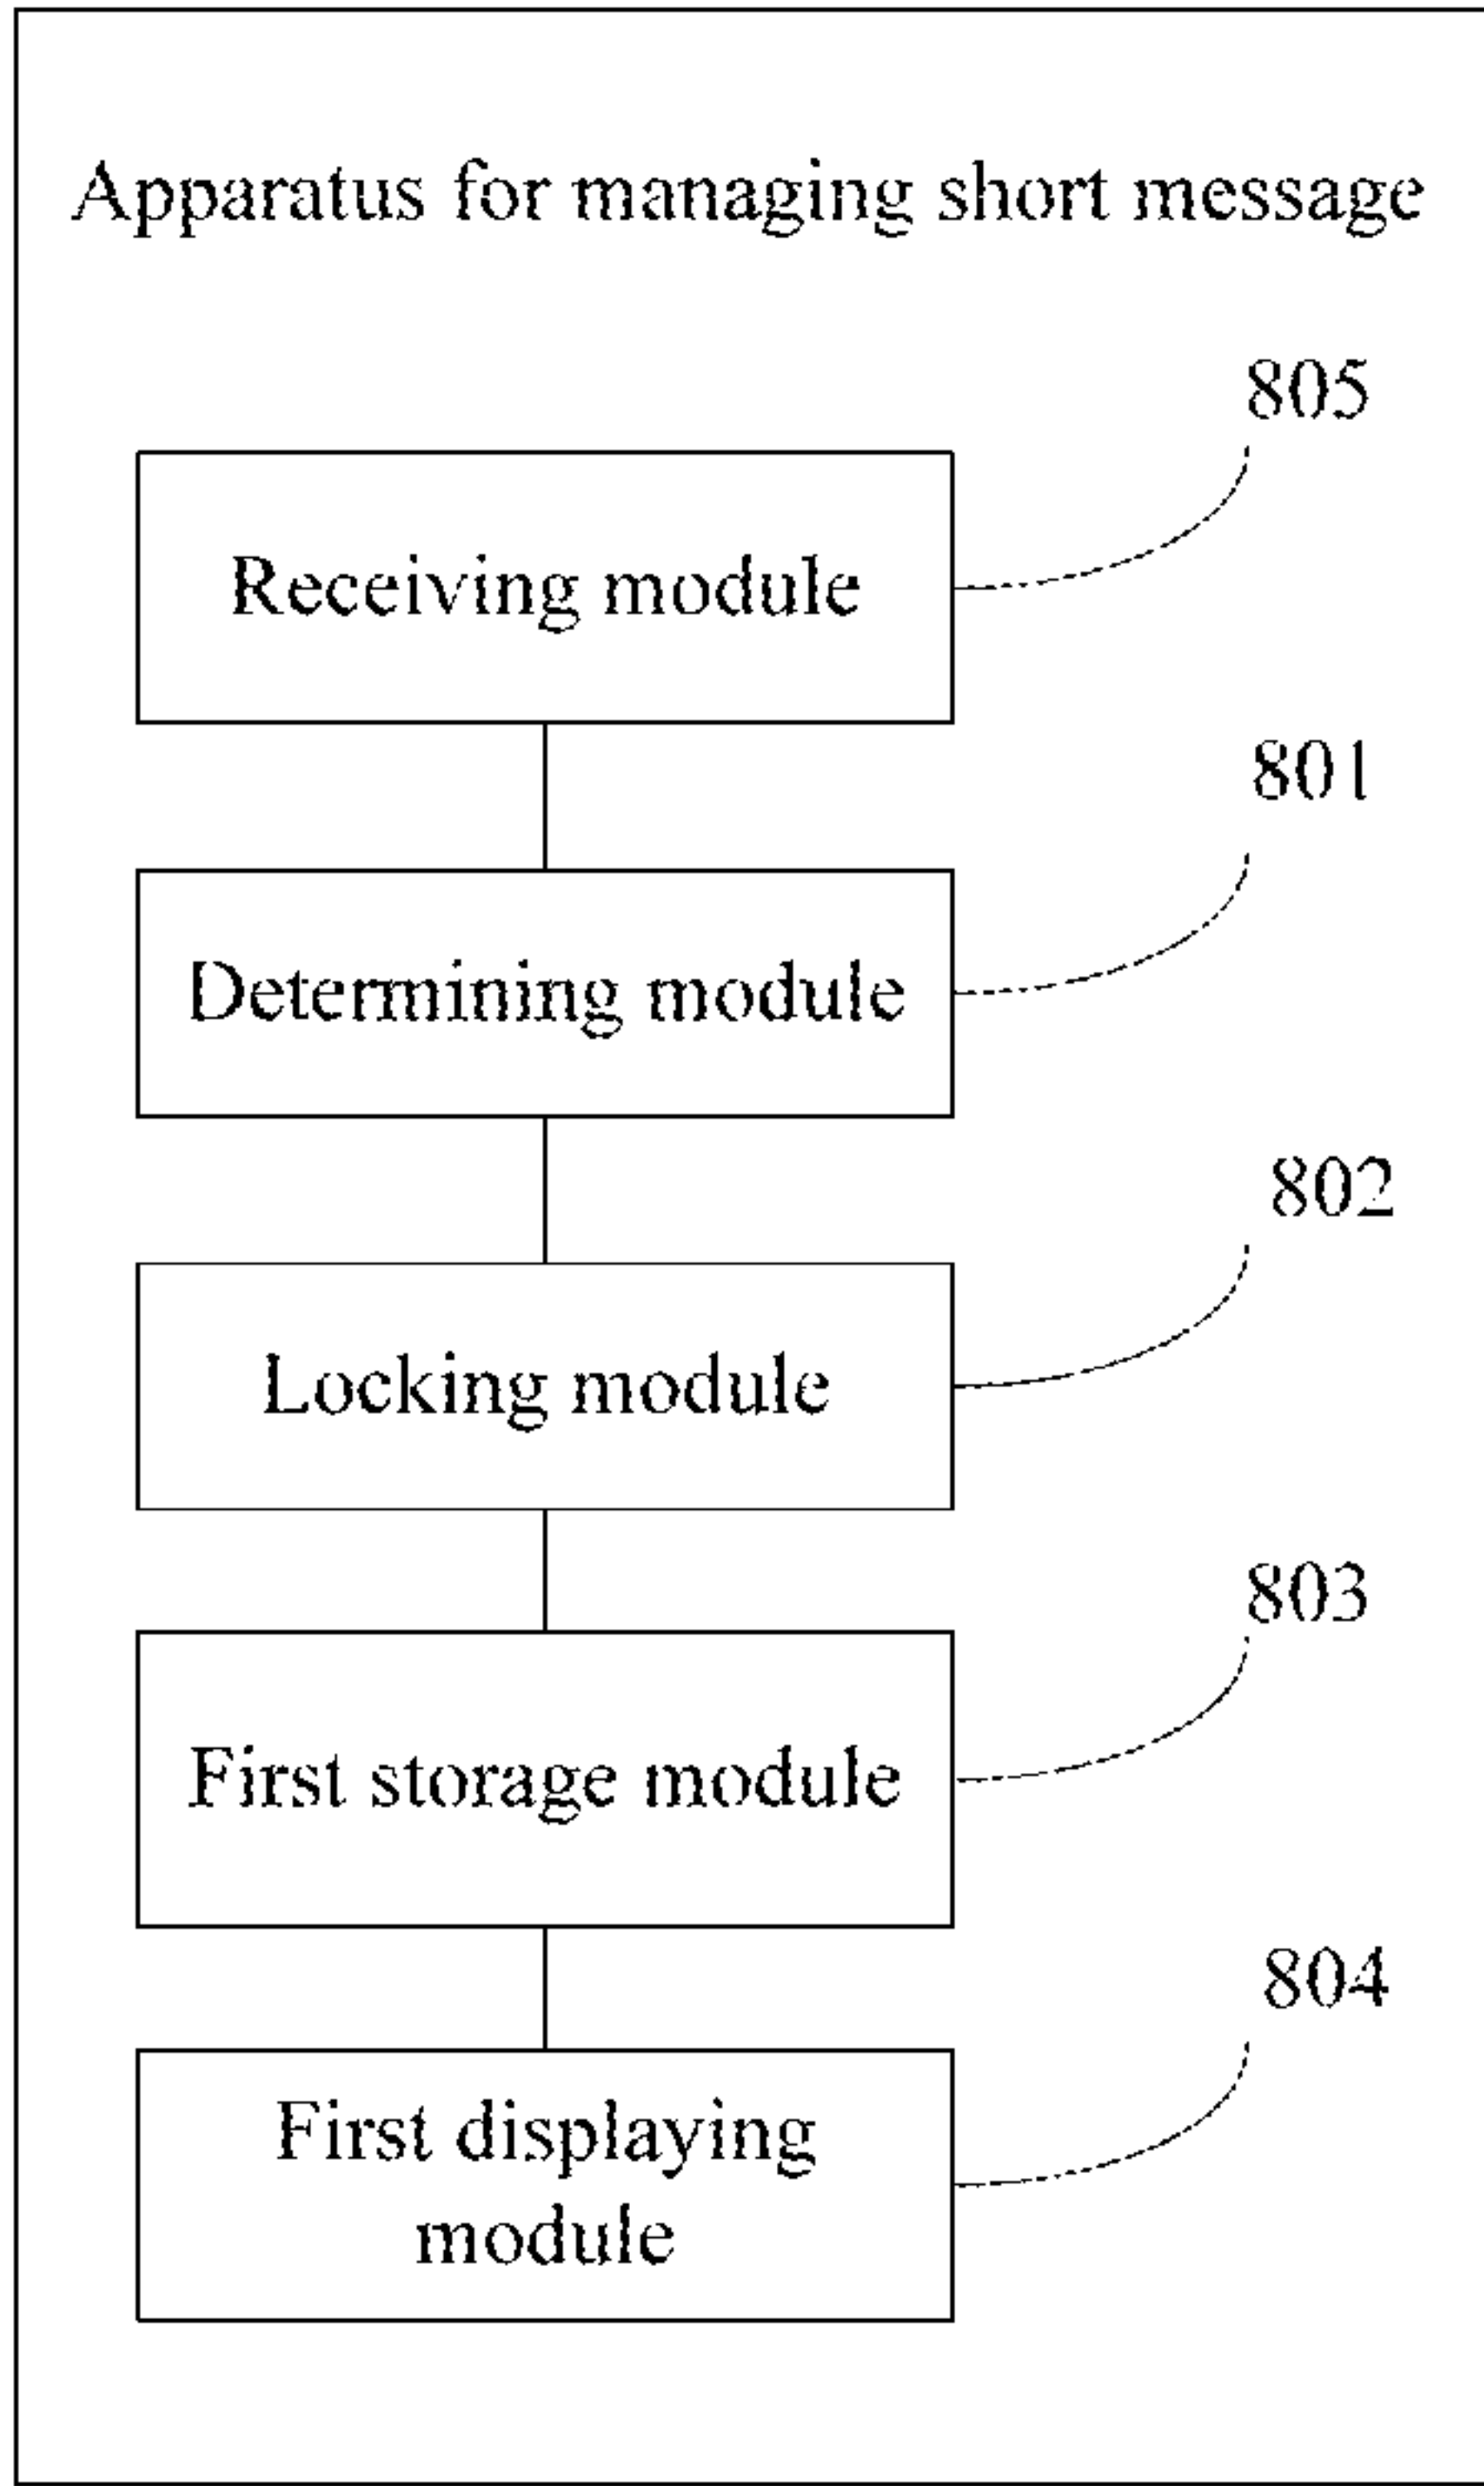 Apparatus for managing short message
805
Receiving module
801
Determining module
802
Locking module
803
First storage module
804
First displaying
module